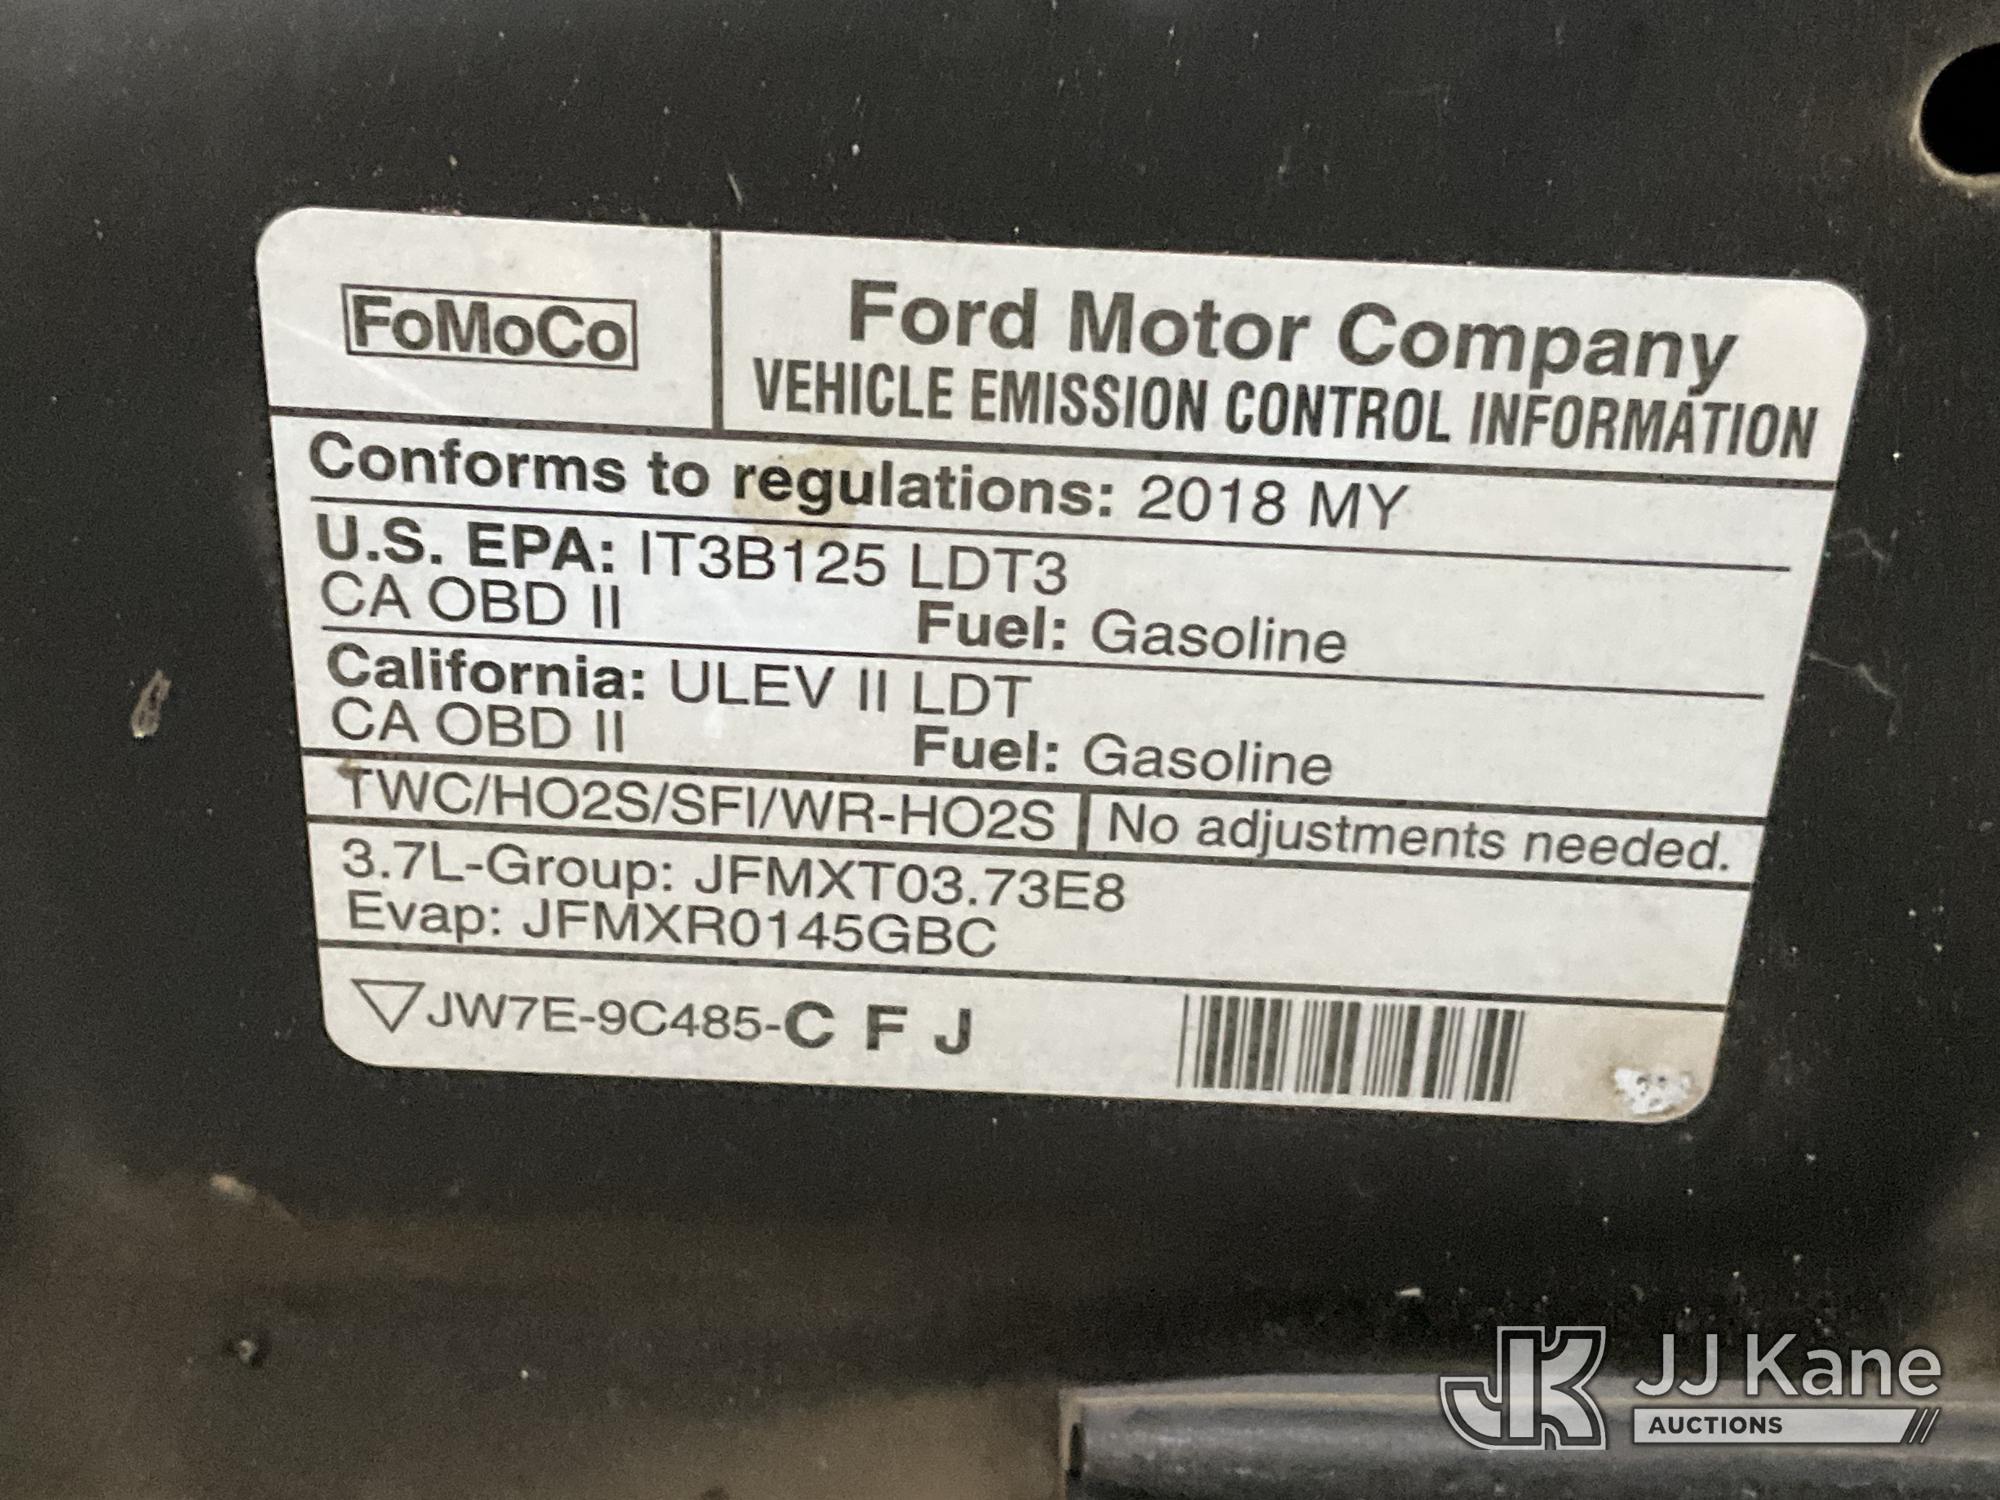 FoMoCo
Ford Motor Company
VEHICLE EMISSION CONTROL INFORMATION
Conforms to regulations: 2018 MY
U.S. EPA: IT3B125 LDT3
CA OBD II Fuel: Gasoline
California: ULEV II LDT
CA OBD II Fuel: Gasoline
TWC/HO2S/SFI/WR-HO2S No adjustments needed.
3.7L-Group: JFMXT03.73E8
Evap: JFMXR0145GBC
JW7E-9C485-C F J
JK JJ Kane
AUCTIONS